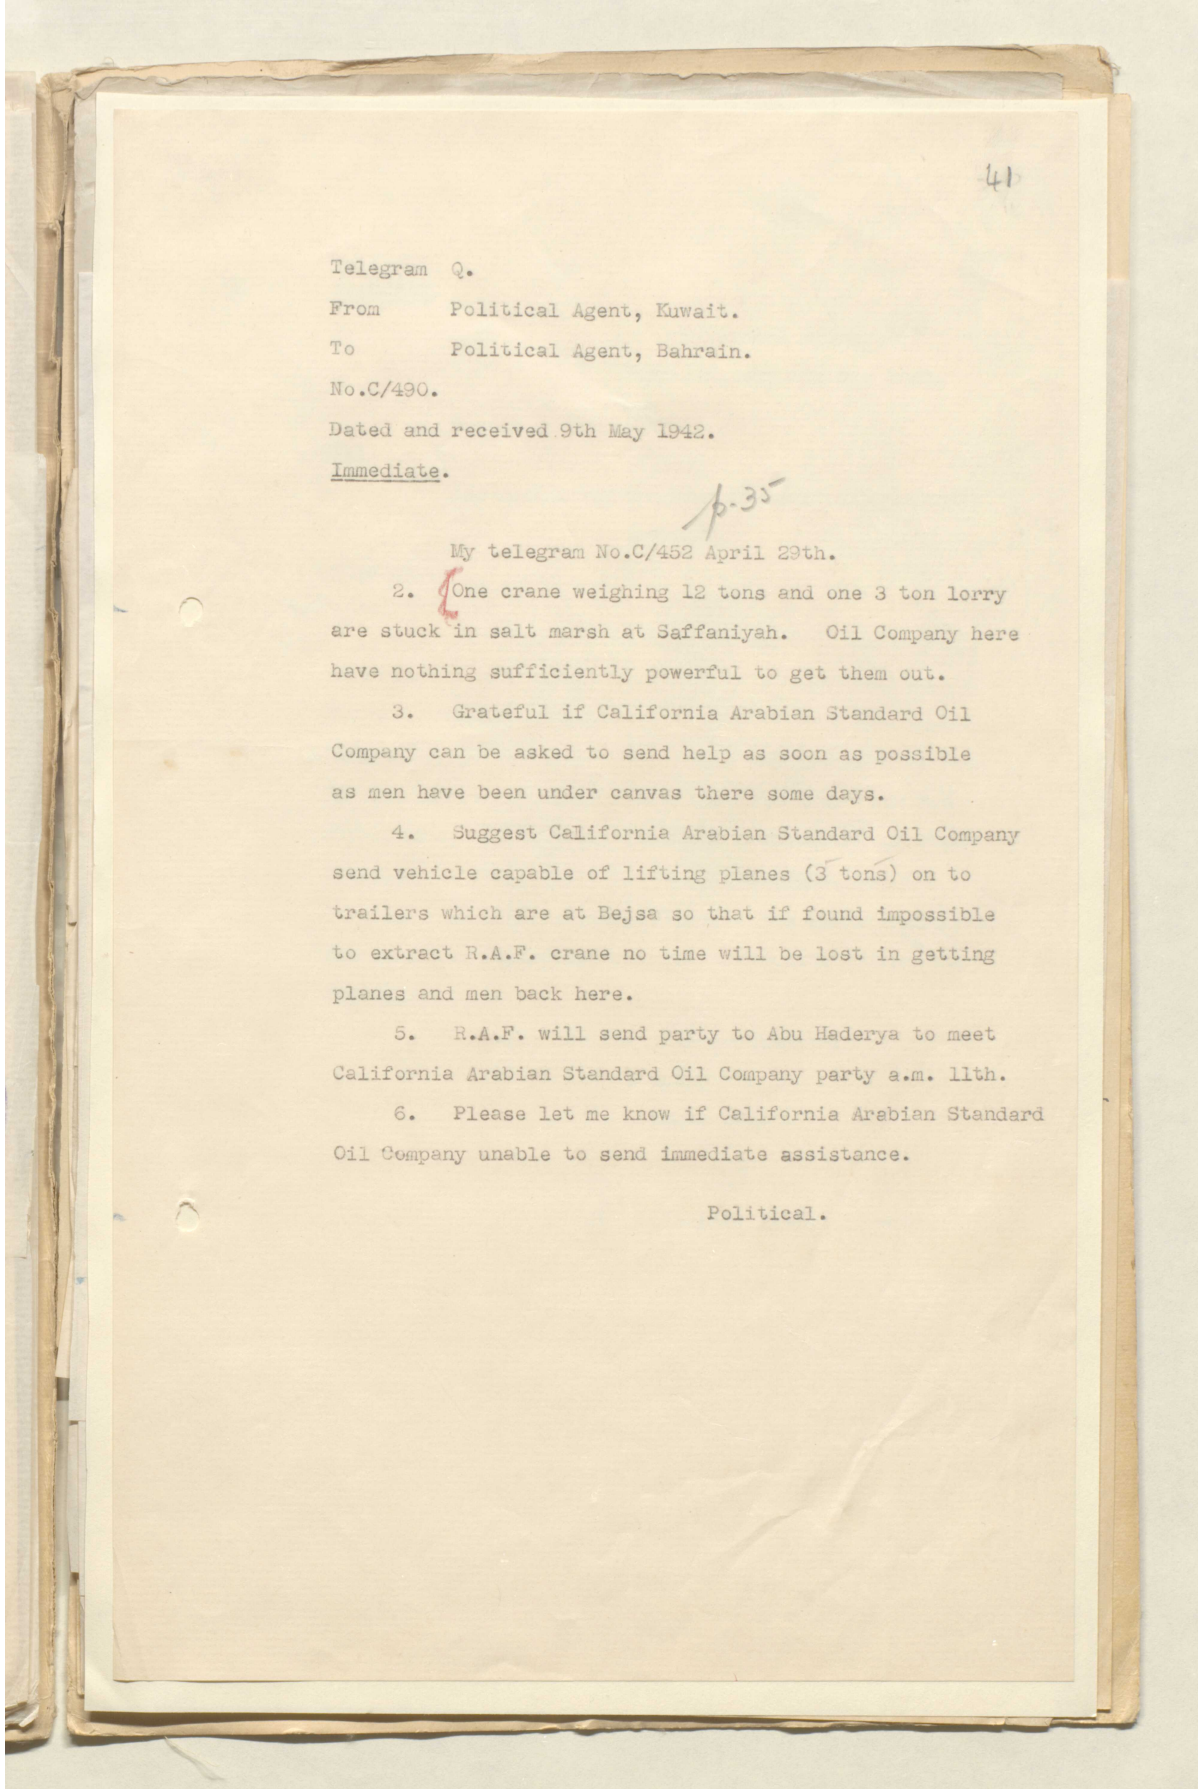 41
Telegram Q.
From Political Agent, Kuwait.
To Political Agent, Bahrain.
No.C/490.
Dated and received 9th May 1942.
Immediate.
p.35
My telegram No.C/452 April 29th.
2. One crane weighing 12 tons and one 3 ton lorry
are stuck in salt marsh at Saffaniyah. Oil Company here
have nothing sufficiently powerful to get them out.
3. Grateful if California Arabian Standard Oil
Company can be asked to send help as soon as possible
as men have been under canvas there some days.
4. Suggest California Arabian Standard Oil Company
send vehicle capable of lifting planes (3 tons) on to
trailers which are at Bejsa so that if found impossible
to extract R.A.F. crane no time will be lost in getting
planes and men back here.
5. R.A.F. will send party to Abu Haderya to meet
California Arabian Standard Oil Company party a.m. 11th.
6. Please let me know if California Arabian Standard
Oil Company unable to send immediate assistance.
Political.